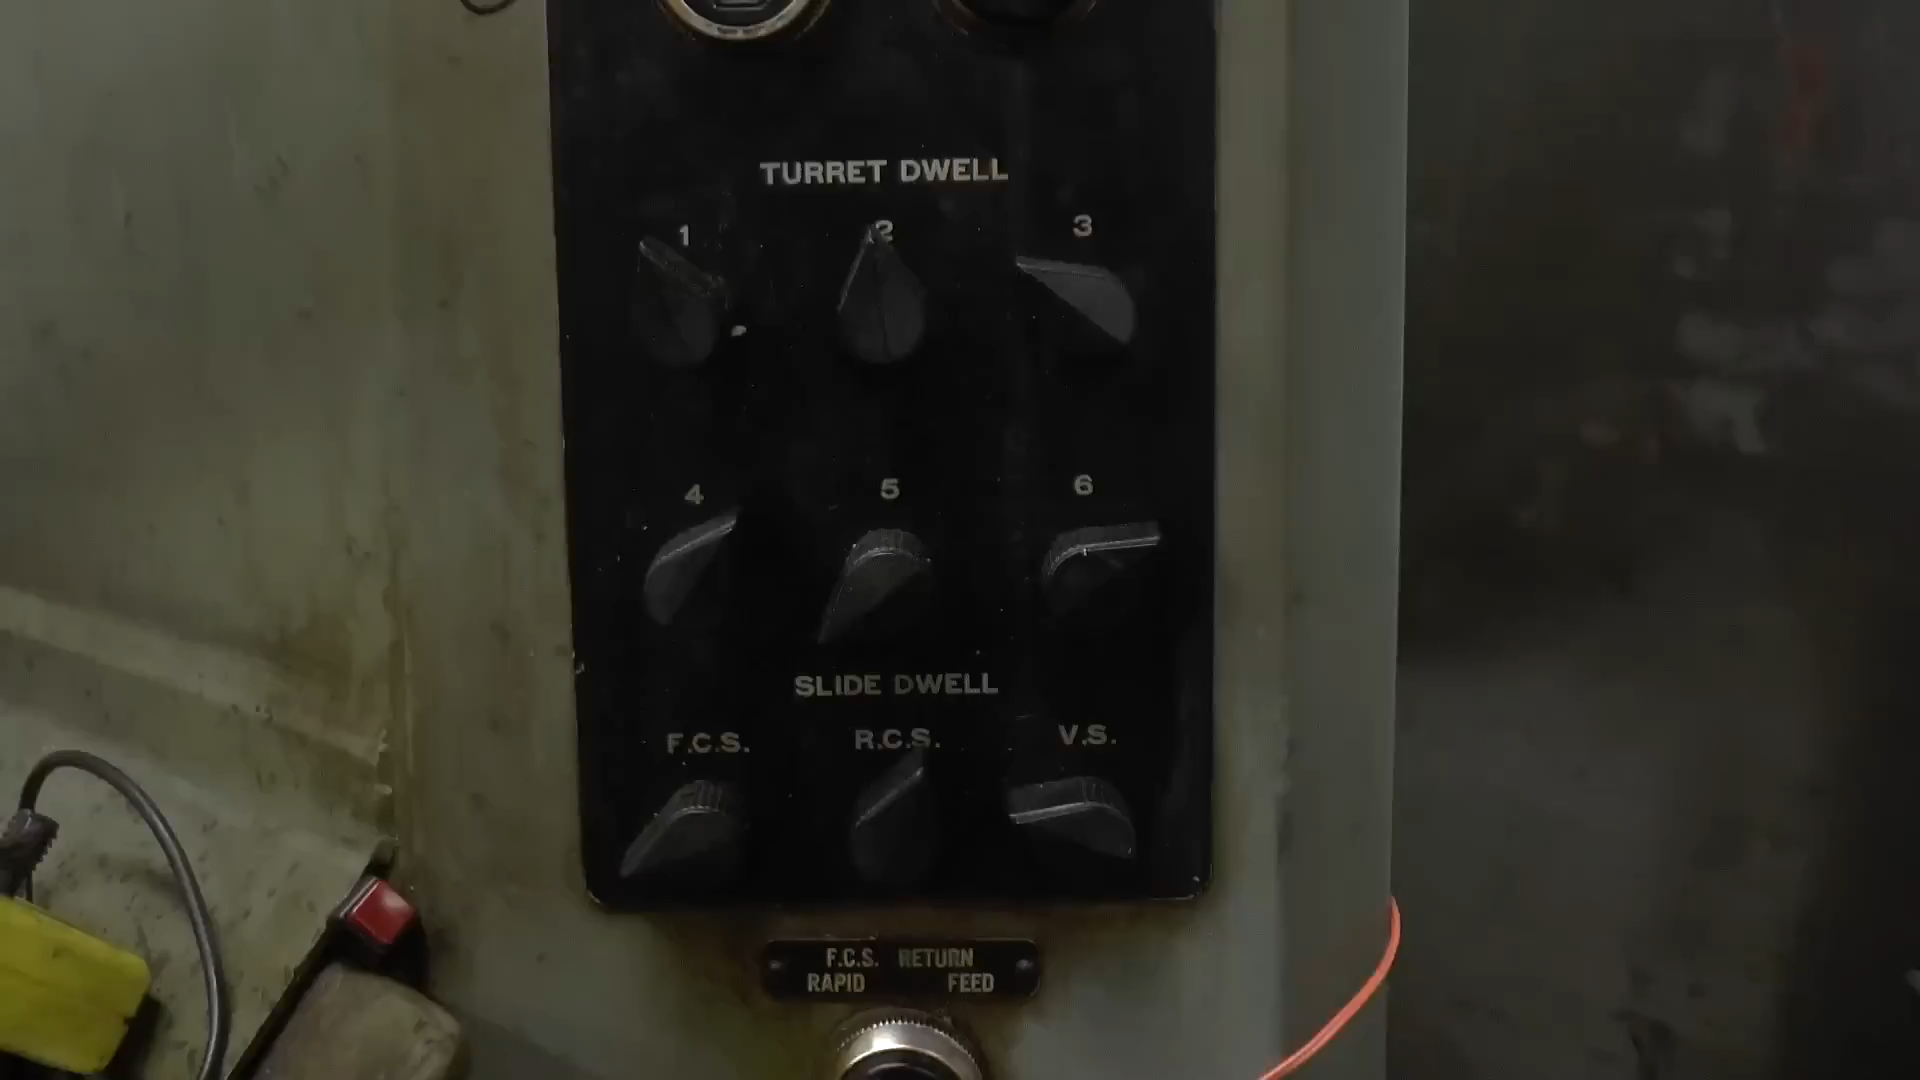 TURRET DWELL
1 2 3
4 5 6
SLIDE DWELL
F.C.S. R.C.S. V.S.
F.C.S. RETURN
RAPID FEED